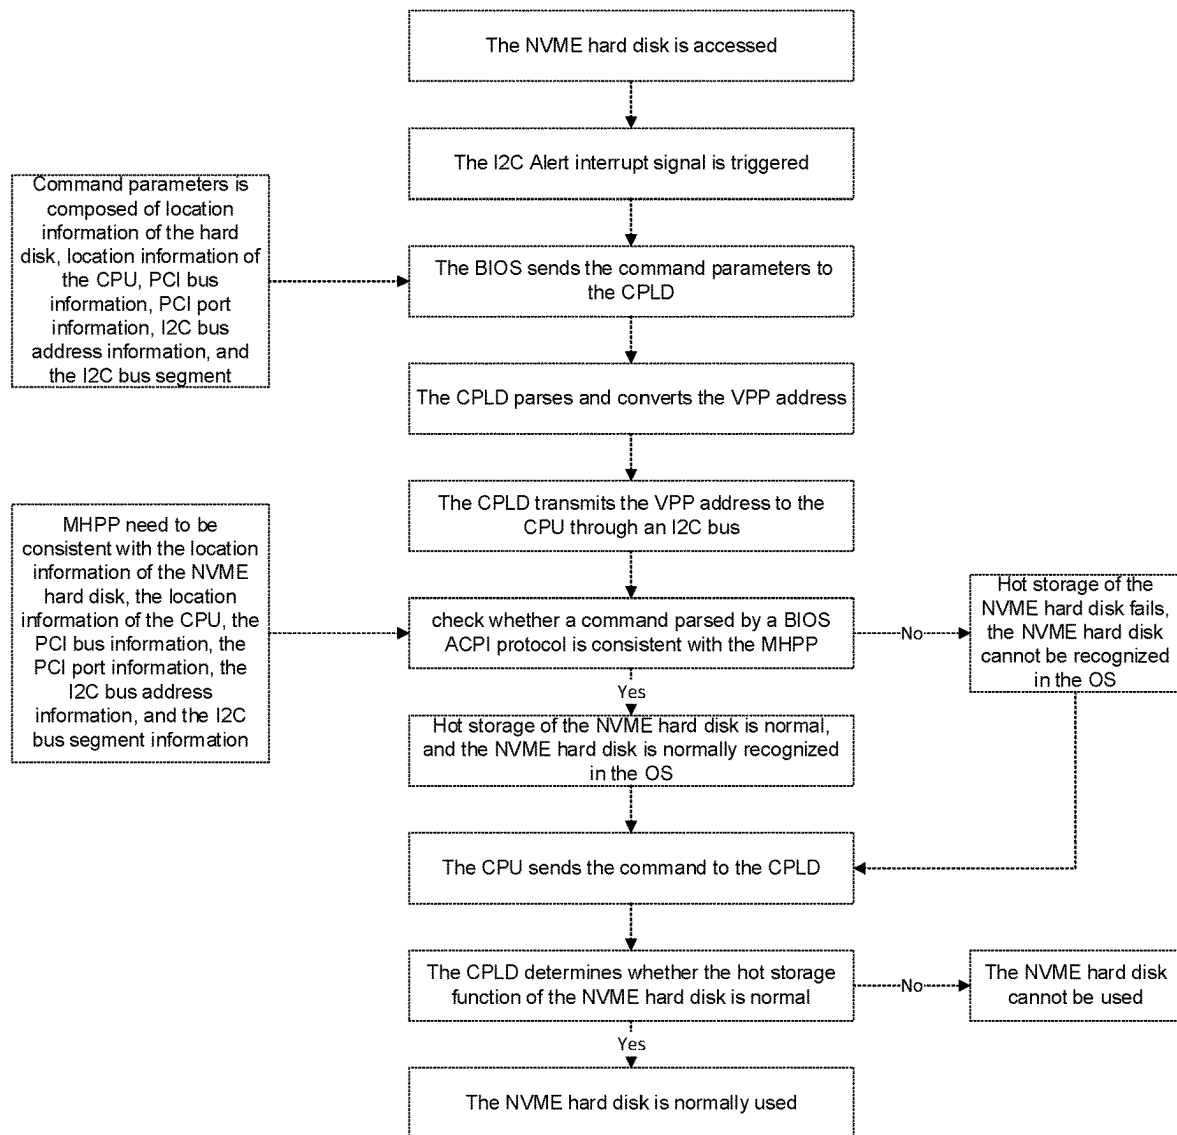 The NVME hard disk is accessed
The I2C Alert interrupt signal is triggered
Command parameters is
composed of location
information of the hard
disk, location information of
the CPU, PCI bus
information, PCI port
information, I2C bus
address information, and
the I2C bus segment
The BIOS sends the command parameters to
the CPLD
The CPLD parses and converts the VPP address
The CPLD transmits the VPP address to the
CPU through an I2C bus
MHPP need to be
consistent with the location
information of the NVME
hard disk, the location
information of the CPU, the
PCI bus information, the
PCI port information, the
I2C bus address
information, and the I2C
bus segment information
check whether a command parsed by a BIOS
ACPI protocol is consistent with the MHPP
No
Hot storage of the
NVME hard disk fails,
the NVME hard disk
cannot be recognized
in the OS
Yes
Hot storage of the NVME hard disk is normal,
and the NVME hard disk is normally recognized
in the OS
The CPU sends the command to the CPLD
The CPLD determines whether the hot storage
function of the NVME hard disk is normal
No
The NVME hard disk
cannot be used
Yes
The NVME hard disk is normally used